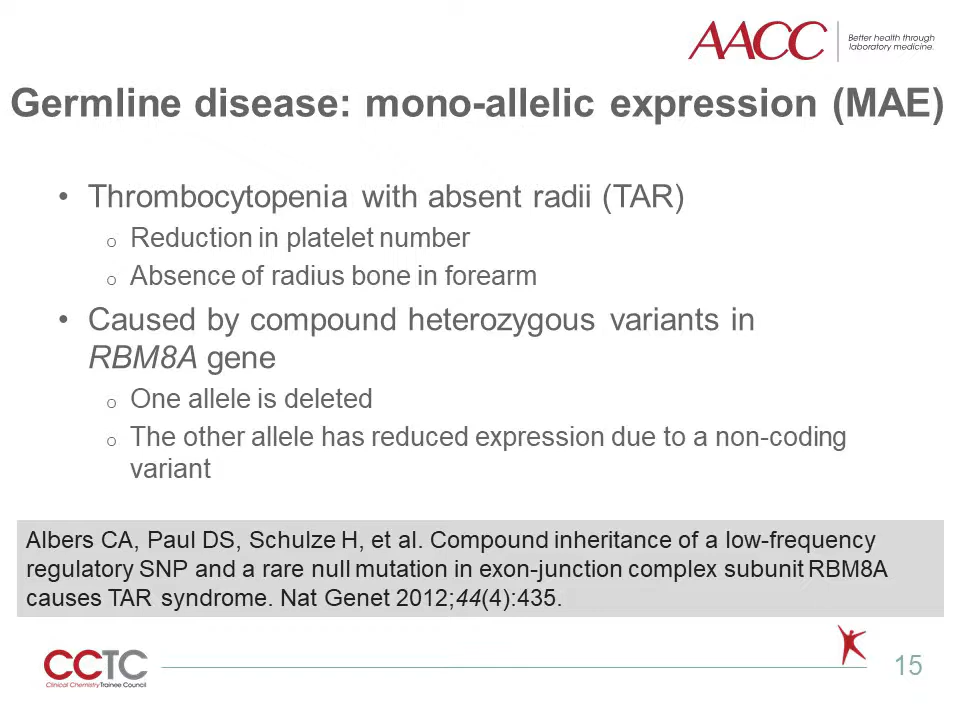 AACC
Better health through
laboratory medicine.
Germline disease: mono-allelic expression (MAE)
• Thrombocytopenia with absent radii (TAR)
o Reduction in platelet number
o Absence of radius bone in forearm
• Caused by compound heterozygous variants in
RBM8A gene
o One allele is deleted
o The other allele has reduced expression due to a non-coding
variant
Albers CA, Paul DS, Schulze H, et al. Compound inheritance of a low-frequency
regulatory SNP and a rare null mutation in exon-junction complex subunit RBM8A
causes TAR syndrome. Nat Genet 2012;44(4):435.
CCTC
Clinical Chemistry Trainee Council
15